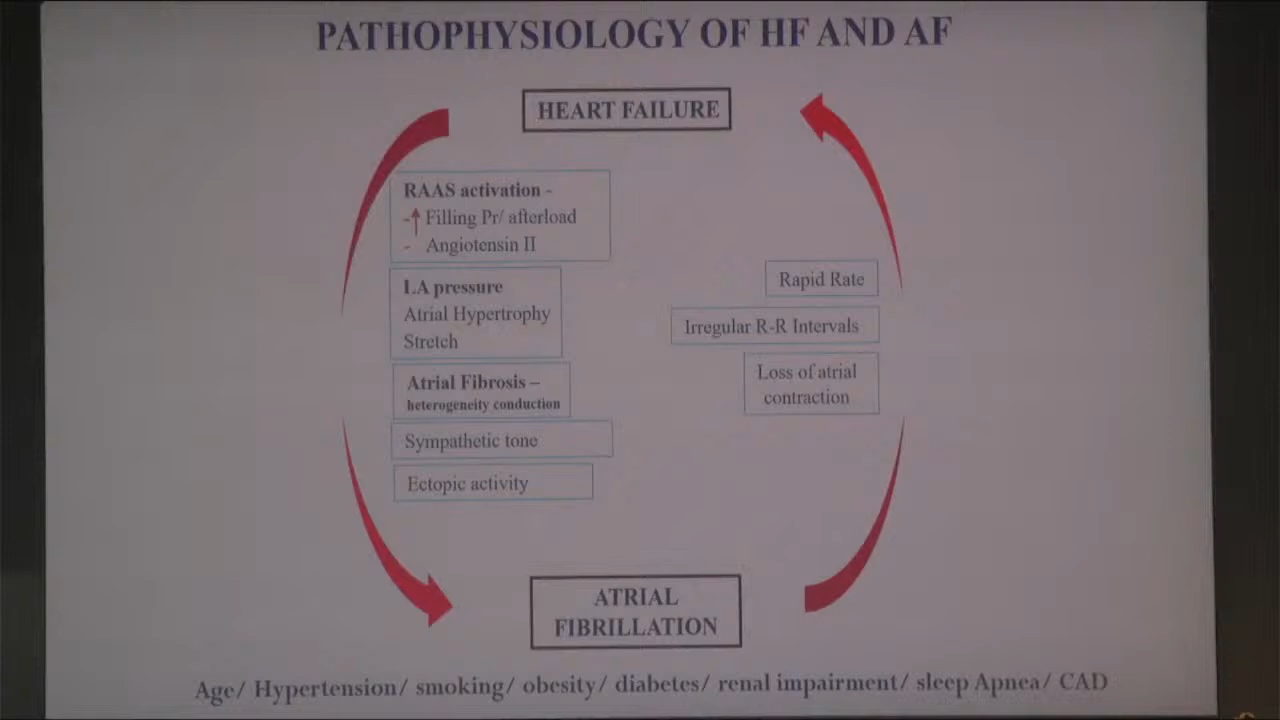 PATHOPHYSIOLOGY OF HF AND AF
HEART FAILURE
RAAS activation -
- Filling Pr/ afterload
- Angiotensin II
LA pressure
Atrial Hypertrophy
Stretch
Atrial Fibrosis –
heterogeneity conduction
Sympathetic tone
Ectopic activity
Rapid Rate
Irregular R-R Intervals
Loss of atrial
contraction
ATRIAL
FIBRILLATION
Age/ Hypertension/ smoking/ obesity/ diabetes/ renal impairment/ sleep Apnea/ CAD